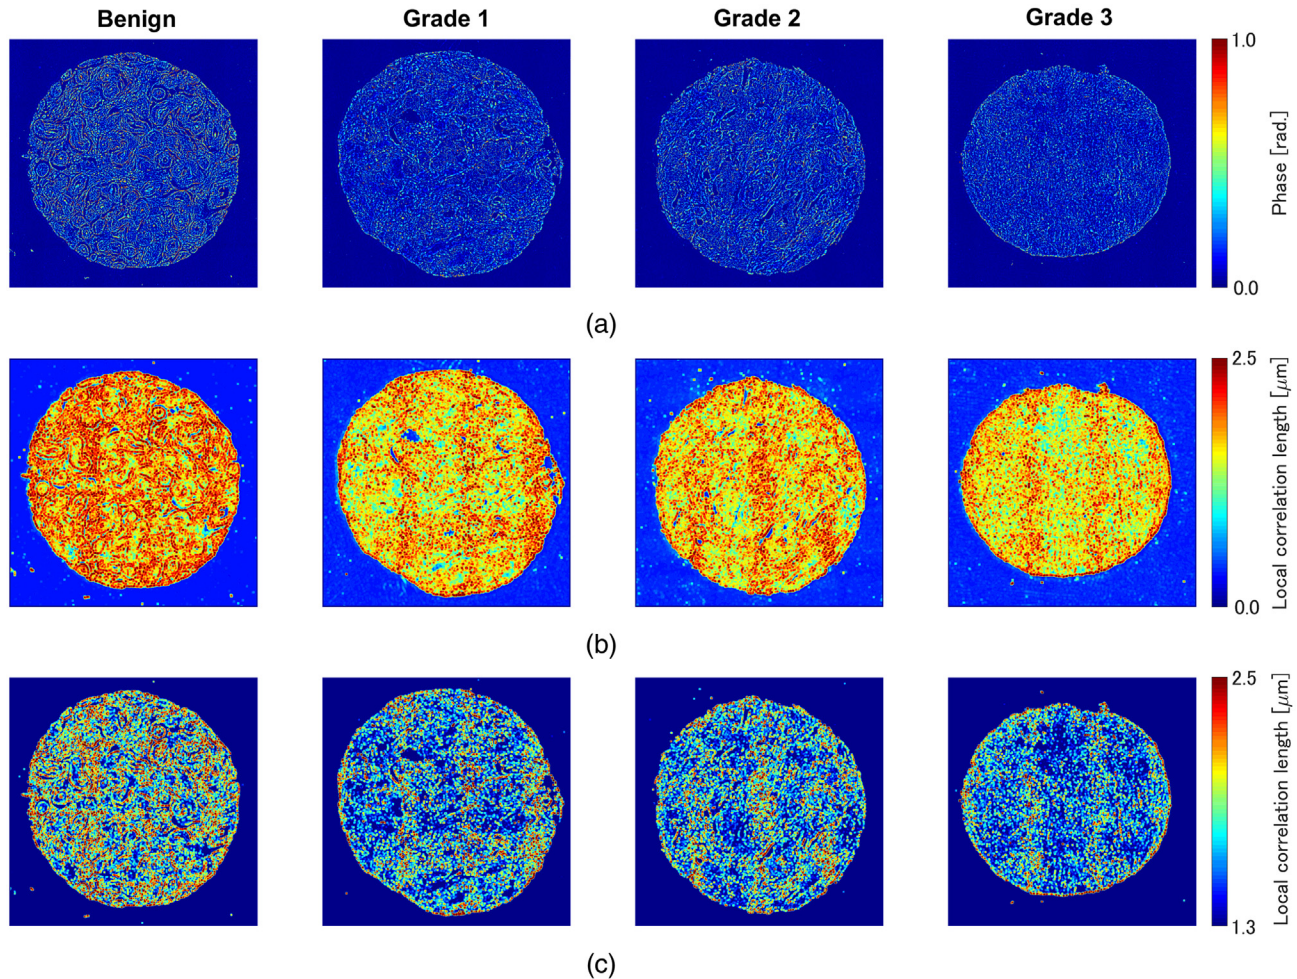 Benign Grade 1 Grade 2 Grade 3
1.0
Phase [rad.]
0.0
(a)
2.5
Local correlation length [μm]
0.0
(b)
2.5
Local correlation length [μm]
1.3
(c)